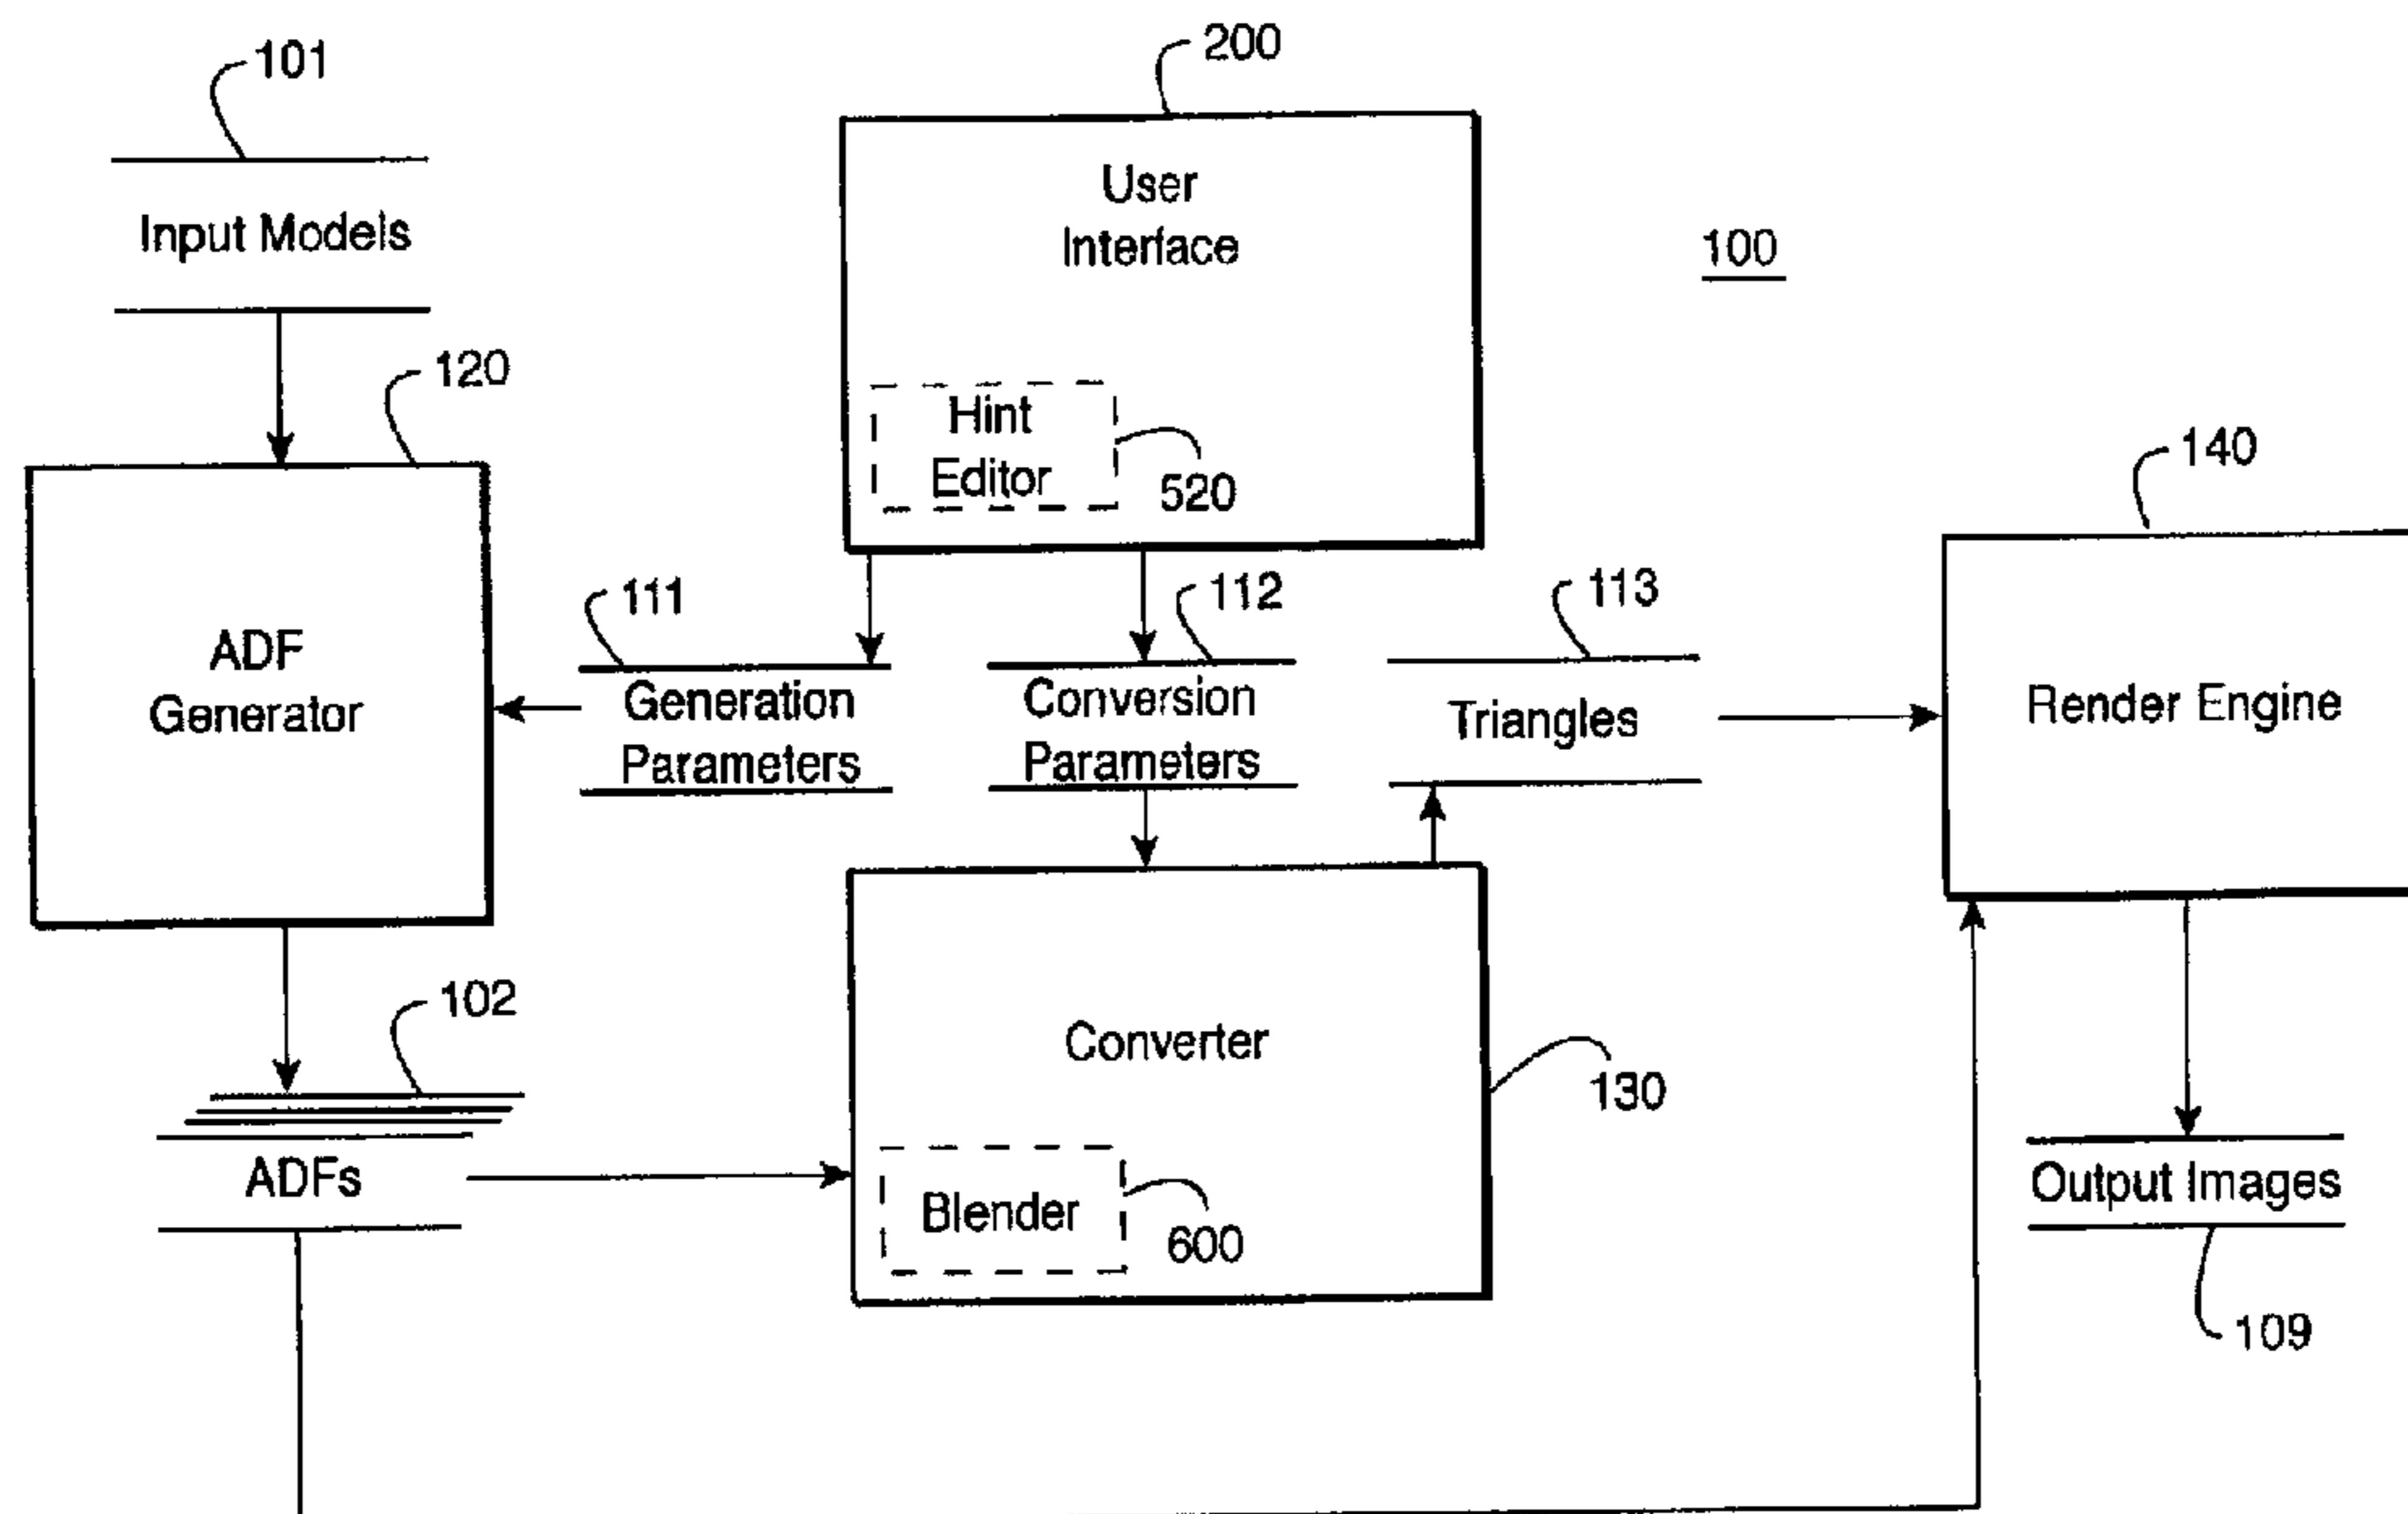 101
Input Models
200
User
Interface
100
120
Hint
Editor
520
140
ADF
Generator
111
Generation
Parameters
112
Conversion
Parameters
113
Triangles
Render Engine
102
ADFs
Converter
130
Blender
600
Output Images
109